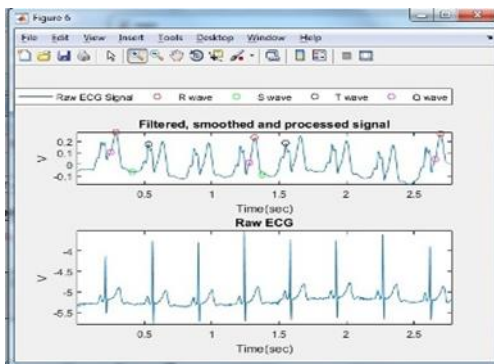 Figure 6
File Edit View Insert Tools Desktop Window Help
Raw ECG Signal R wave S wave T wave Q wave
Filtered, smoothed and processed signal
V
0.2
0.1
0
-0.1
0.5 1 1.5 2 2.5
Time(sec)
Raw ECG
V
-4
-4.5
-5
-5.5
0.5 1 1.5 2 2.5
Time(sec)